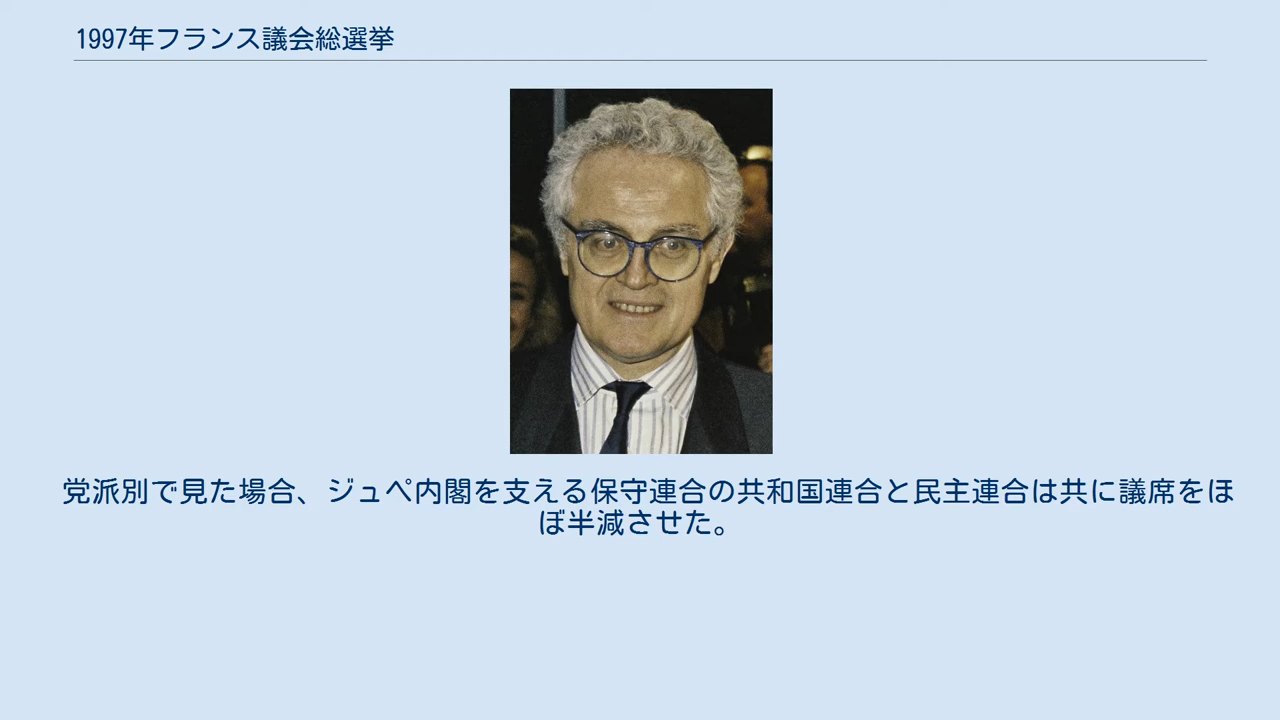 1997年フランス議会総選挙
党派別で見た場合、ジュペ内閣を支える保守連合の共和国連合と民主連合は共に議席をほ
ぼ半減させた。